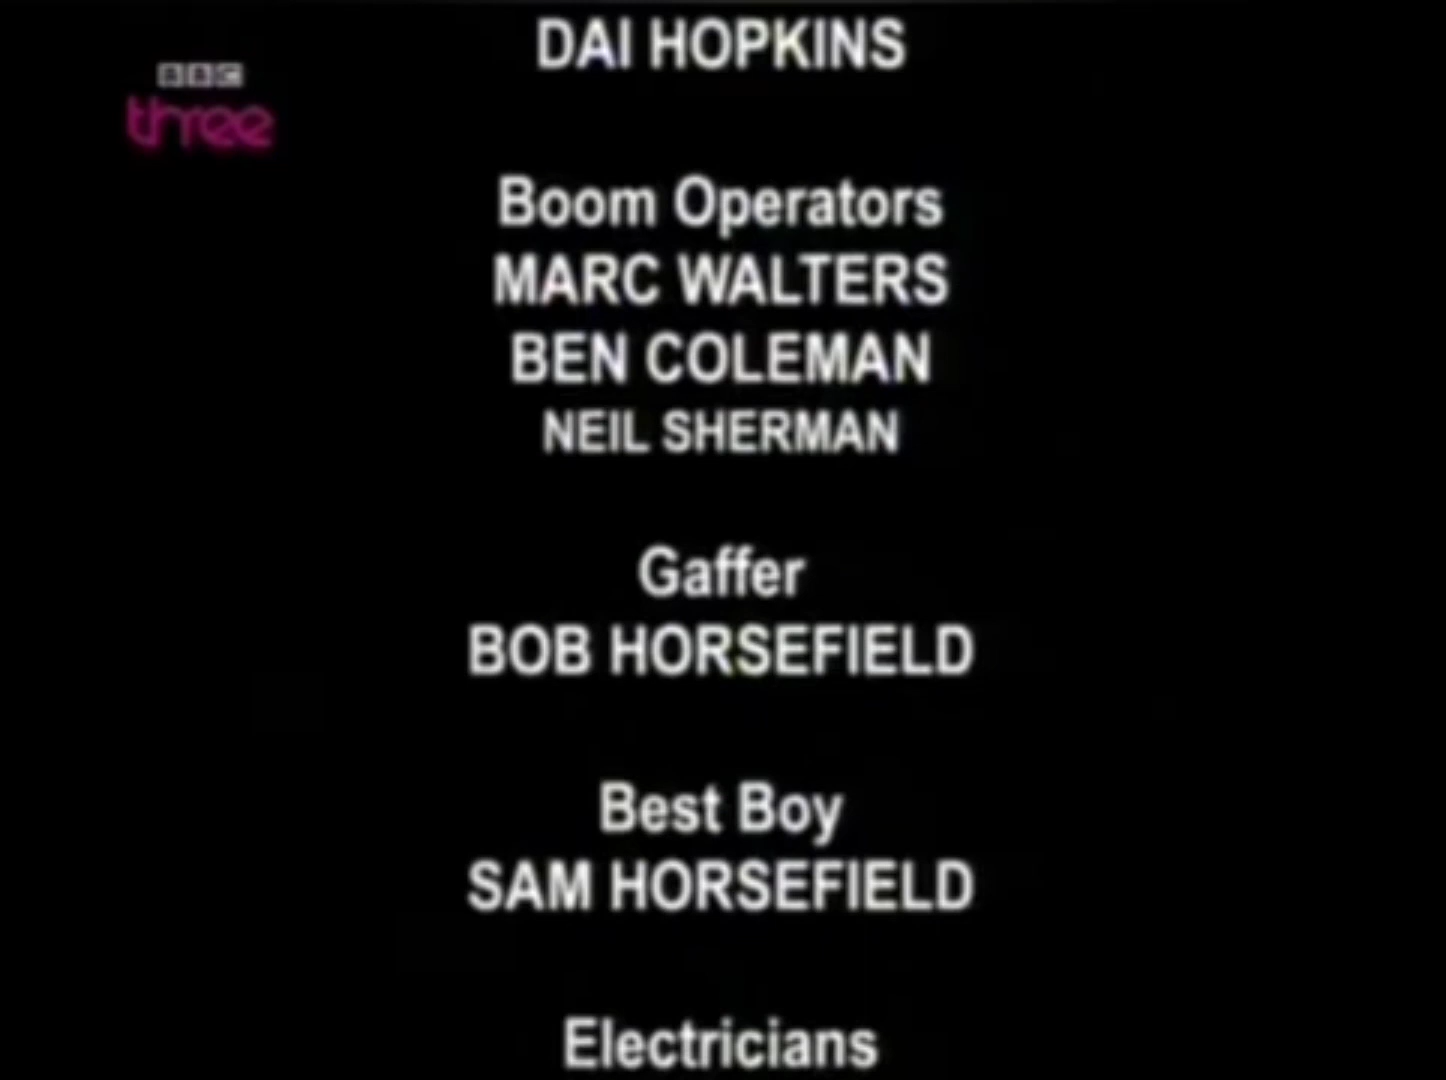 DAI HOPKINS
BBC
three
Boom Operators
MARC WALTERS
BEN COLEMAN
NEIL SHERMAN
Gaffer
BOB HORSEFIELD
Best Boy
SAM HORSEFIELD
Electricians